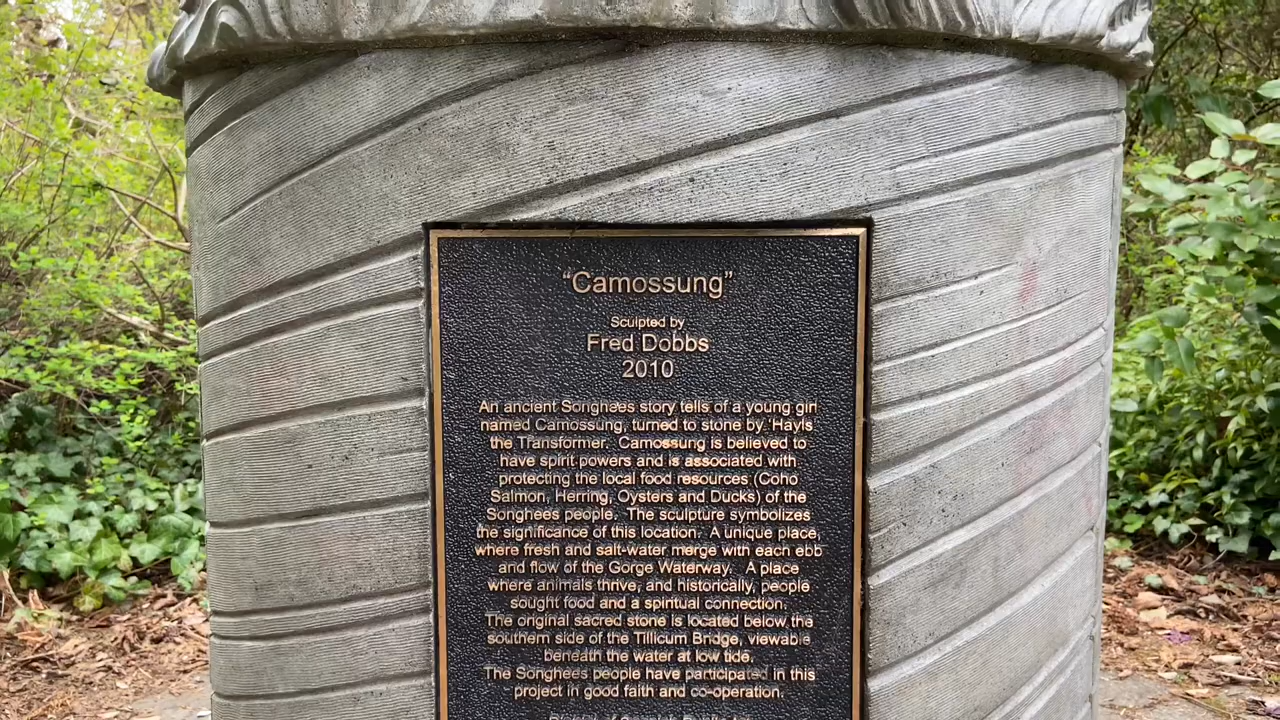 “Camossung”
Sculpted by
Fred Dobbs
2010
An ancient Songhees story tells of a young girl
named Camossung, turned to stone by 'Hayls
the Transformer. Camossung is believed to
have spirit powers and is associated with
protecting the local food resources (Coho
Salmon, Herring, Oysters and Ducks) of the
Songhees people. The sculpture symbolizes
the significance of this location. A unique place,
where fresh and salt-water merge with each ebb
and flow of the Gorge Waterway. A place
where animals thrive, and historically, people
sought food and a spiritual connection.
The original sacred stone is located below the
southern side of the Tillicum Bridge, viewable
beneath the water at low tide.
The Songhees people have participated in this
project in good faith and co-operation.